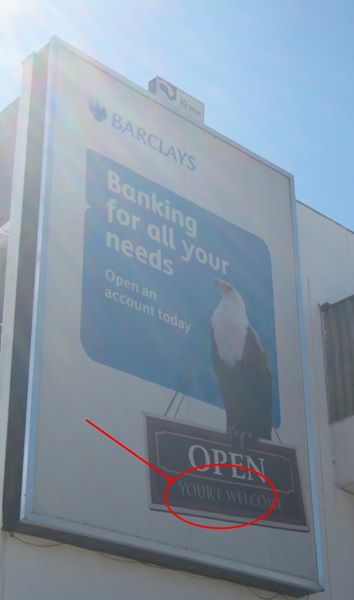 BARCLAYS
Banking
for all your
needs
Open an
account today
OPEN
YOUR'E WELCOME